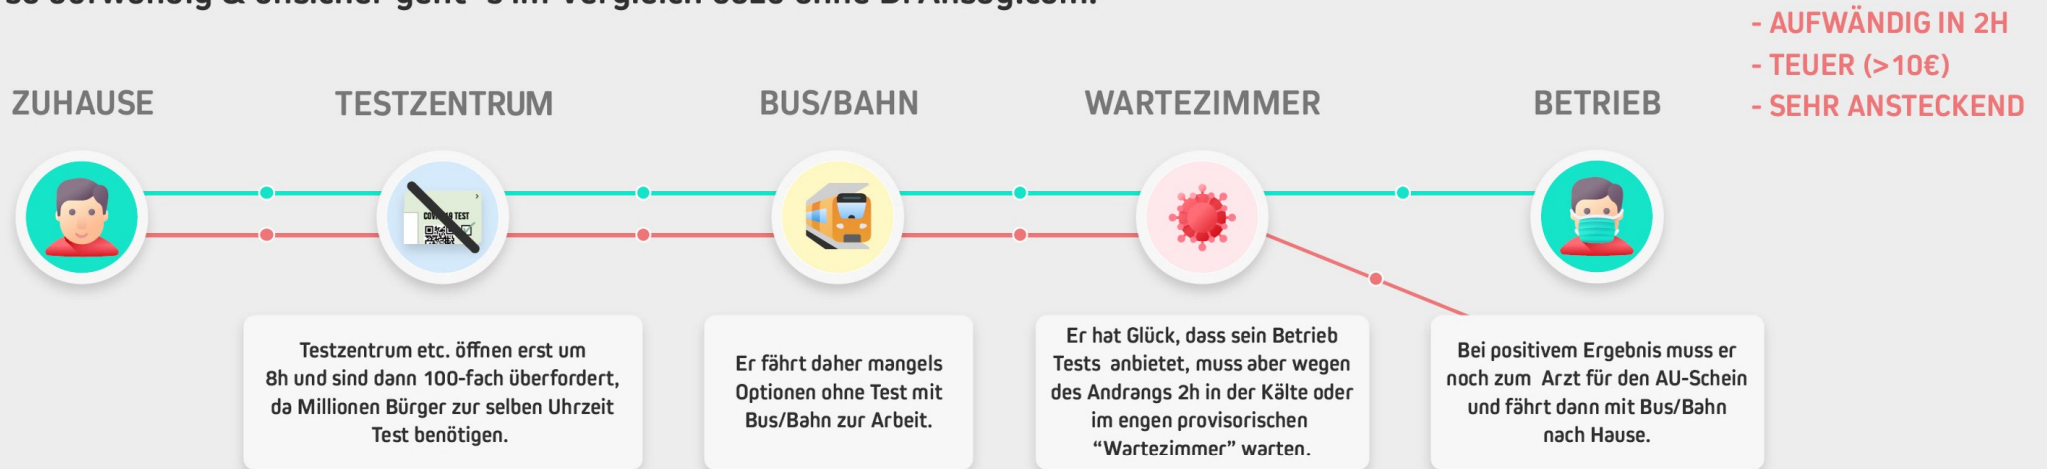 - AUFWÄNDIG IN 2H
- TEUER (>10€)
- SEHR ANSTECKEND
ZUHAUSE
TESTZENTRUM
BUS/BAHN
WARTEZIMMER
BETRIEB
TEST
Testzentrum etc. öffnen erst um
8h und sind dann 100-fach überfordert,
da Millionen Bürger zur selben Uhrzeit
Test benötigen.
Er fährt daher mangels
Optionen ohne Test mit
Bus/Bahn zur Arbeit.
Er hat Glück, dass sein Betrieb
Tests anbietet, muss aber wegen
des Andrangs 2h in der Kälte oder
im engen provisorischen
“Wartezimmer” warten.
Bei positivem Ergebnis muss er
noch zum Arzt für den AU-Schein
und fährt dann mit Bus/Bahn
nach Hause.